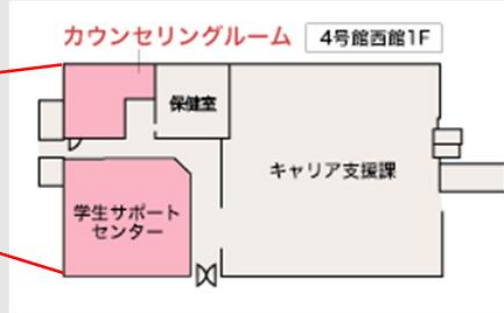 カウンセリングルーム
4号館西館1F
保健室
キャリア支援課
学生サポート
センター